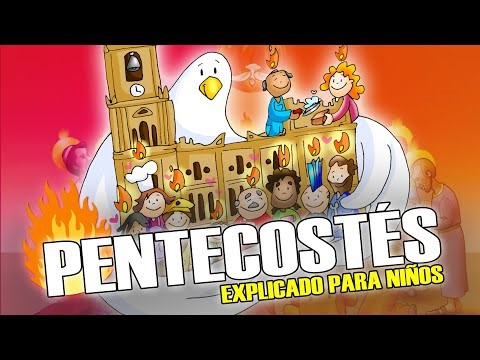 PENTECOSTÉS
EXPLICADO PARA NIÑOS